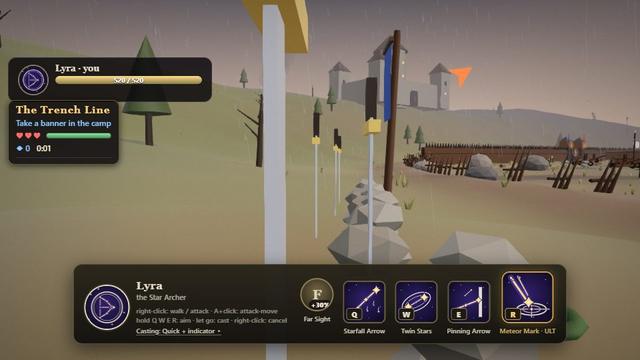 Lyra · you
520 / 520
The Trench Line
Take a banner in the camp
0 0:01
Lyra
the Star Archer
right-click: walk / attack · A+click: attack-move
hold Q W E R: aim · let go: cast · right-click: cancel
Casting: Quick + indicator
F
+30%
Far Sight
Q
Starfall Arrow
W
Twin Stars
E
Pinning Arrow
R
Meteor Mark · ULT